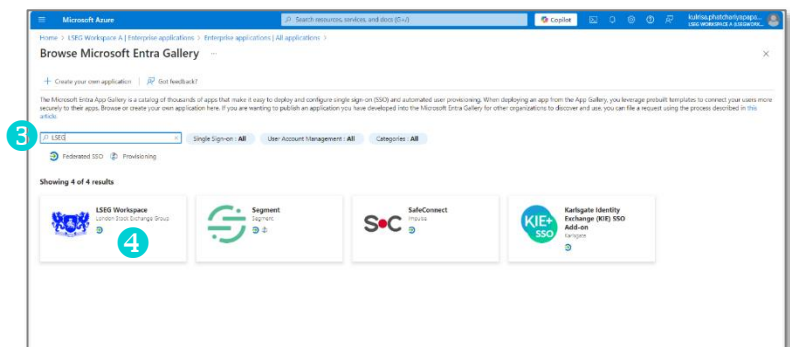 Microsoft Azure
Search resources, services, and docs (G+/)
Copilot
LSEG WORKSPACE A (LSEGWORK...
Home > LSEG Workspace A | Enterprise applications > Enterprise applications | All applications >
Browse Microsoft Entra Gallery ...
+ Create your own application | Got feedback?
The Microsoft Entra App Gallery is a catalog of thousands of apps that make it easy to deploy and configure single sign-on (SSO) and automated user provisioning. When deploying an app from the App Gallery, you leverage prebuilt templates to connect your users more
securely to their apps. Browse or create your own application here. If you are wanting to publish an application you have developed into the Microsoft Entra Gallery for other organizations to discover and use, you can file a request using the process described in this
article.
3
LSEG
Single Sign-on : All
User Account Management : All
Categories : All
Federated SSO
Provisioning
Showing 4 of 4 results
LSEG Workspace
London Stock Exchange Group
4
Segment
Segment
S•C
SafeConnect
Impulse
KIE+
SSO
Karlsgate Identity
Exchange (KIE) SSO
Add-on
Karlsgate